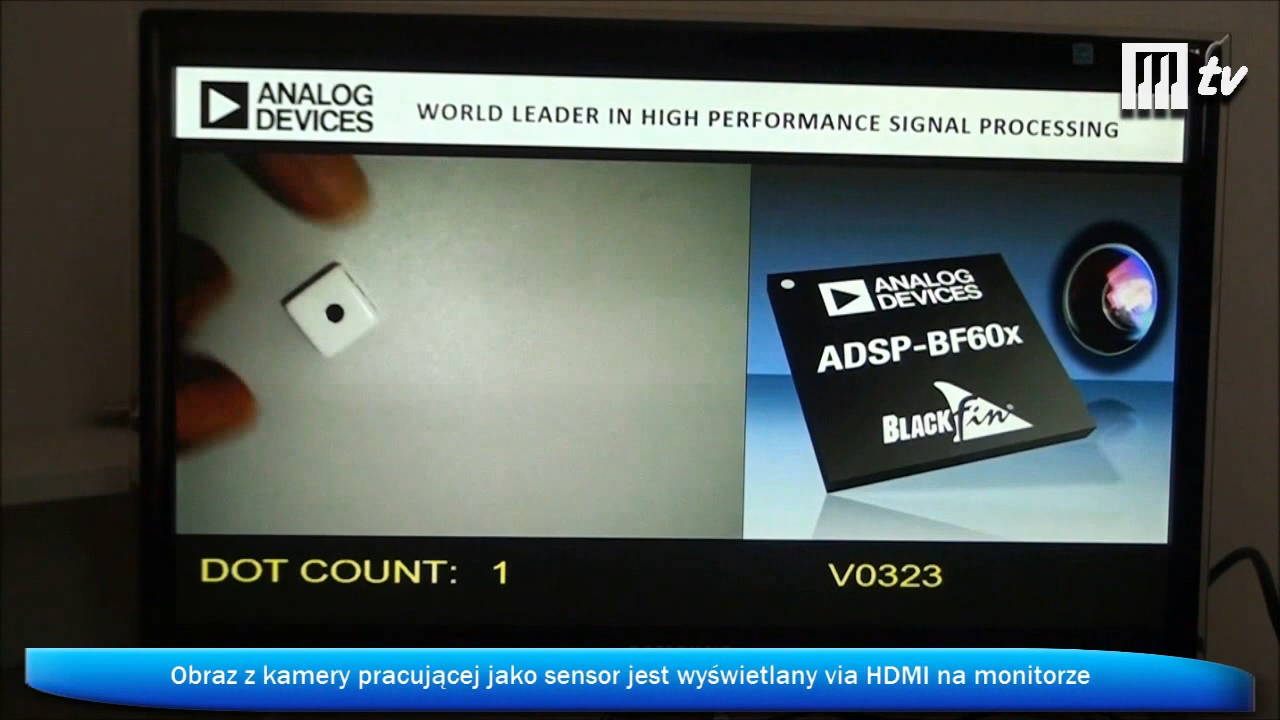 tv
ANALOG
DEVICES
WORLD LEADER IN HIGH PERFORMANCE SIGNAL PROCESSING
ANALOG
DEVICES
ADSP-BF60x
BLACKfin®
DOT COUNT: 1
V0323
Obraz z kamery pracującej jako sensor jest wyświetlany via HDMI na monitorze